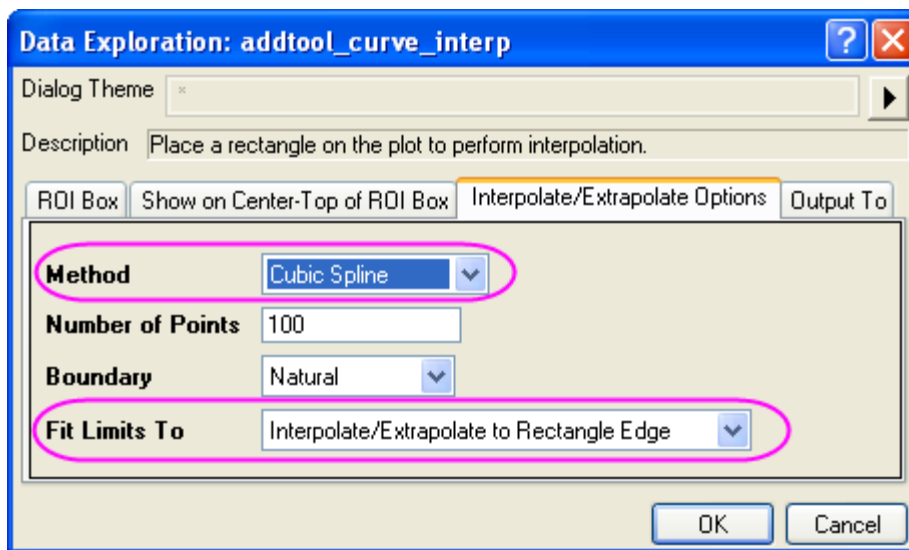 Data Exploration: addtool_curve_interp
Dialog Theme *
Description Place a rectangle on the plot to perform interpolation.
ROI Box Show on Center-Top of ROI Box Interpolate/Extrapolate Options Output To
Method Cubic Spline
Number of Points 100
Boundary Natural
Fit Limits To Interpolate/Extrapolate to Rectangle Edge
OK Cancel